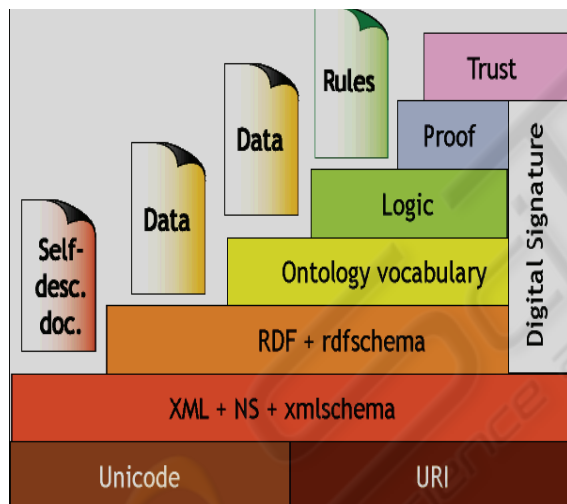 Rules
Trust
Data
Proof
Data
Logic
Self-
desc.
doc.
Ontology vocabulary
Digital Signature
RDF + rdfschema
XML + NS + xmlschema
Unicode
URI